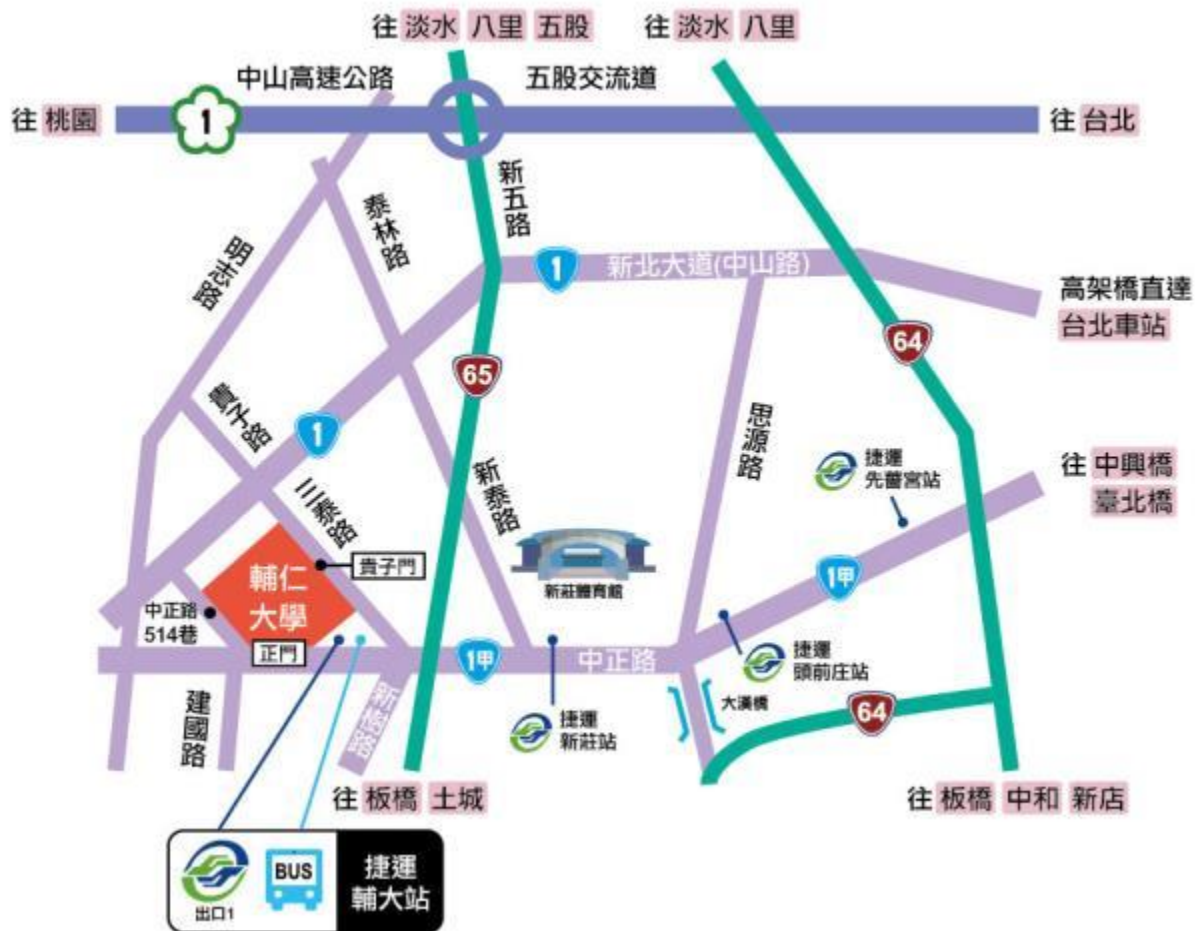 往 淡水 八里 五股
往 淡水 八里
中山高速公路
五股交流道
往 桃園
1
往 台北
新五路
泰林路
明志路
1
新北大道(中山路)
高架橋直達
台北車站
64
65
貴子路
1
思源路
新泰路
捷運
先嗇宮站
往 中興橋
臺北橋
三泰路
貴子門
輔仁
大學
新莊體育館
1甲
中正路
514巷
正門
1甲
中正路
捷運
頭前庄站
建國路
捷運
新莊站
大漢橋
64
往 板橋 土城
往 板橋 中和 新店
BUS
出口1
捷運
輔大站